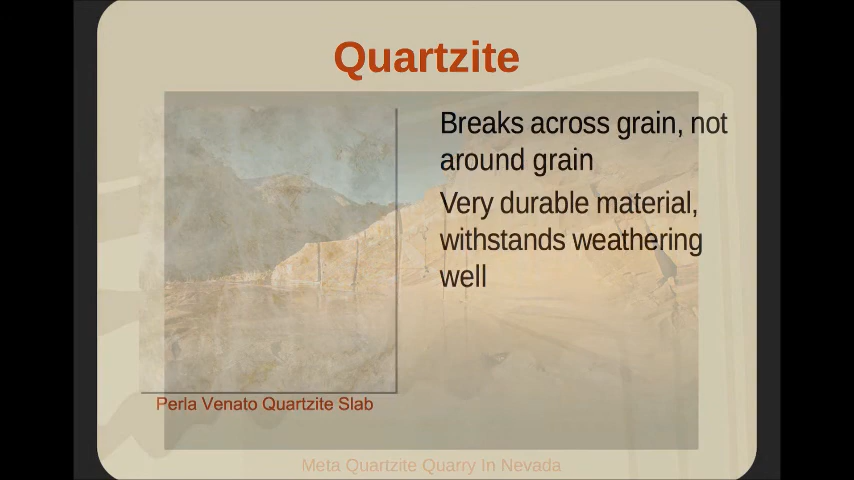 Quartzite
Breaks across grain, not
around grain
Very durable material,
withstands weathering
well
Perla Venato Quartzite Slab
Meta Quartzite Quarry In Nevada